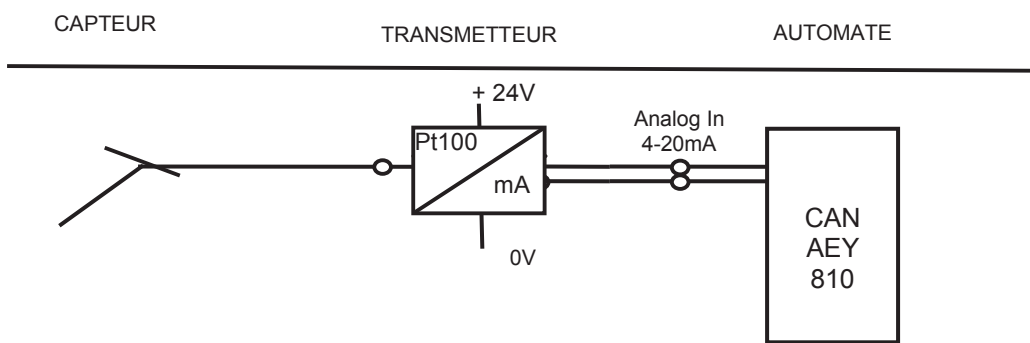 CAPTEUR
TRANSMETTEUR
AUTOMATE
+ 24V
Pt100
mA
0V
Analog In
4-20mA
CAN
AEY
810